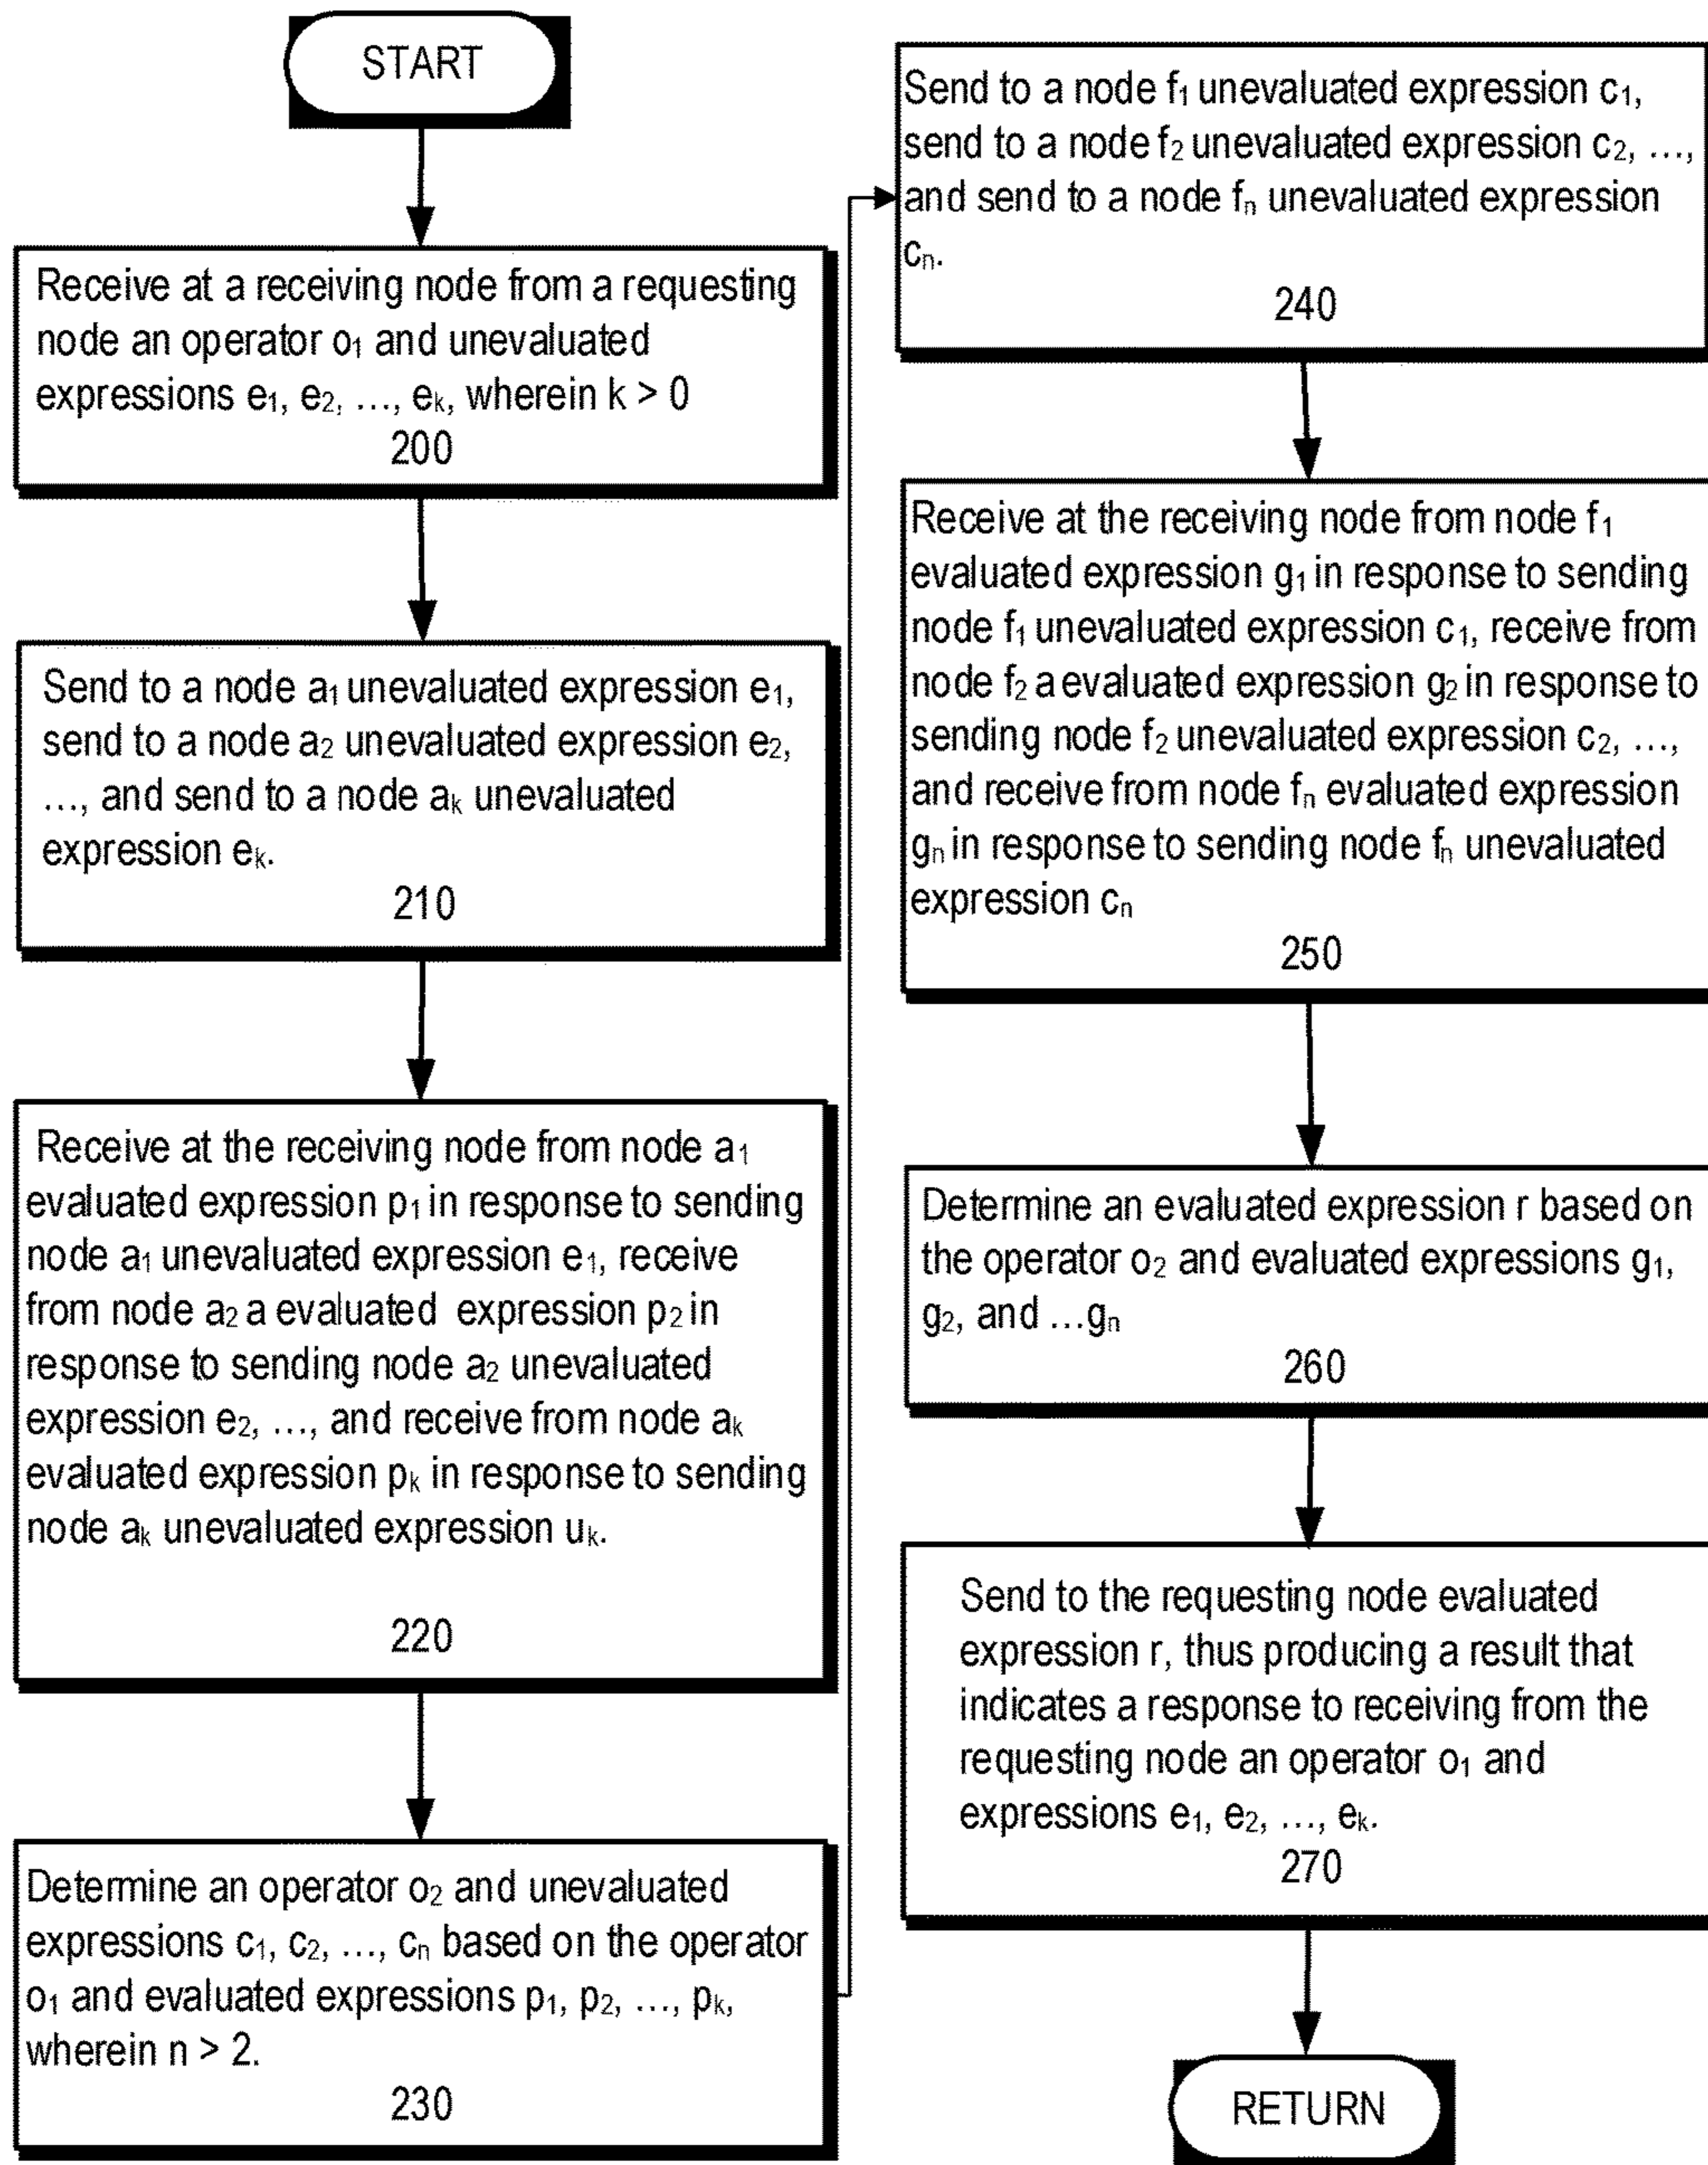 START
Receive at a receiving node from a requesting
node an operator o₁ and unevaluated
expressions e₁, e₂, ..., eₖ, wherein k > 0
200
Send to a node a₁ unevaluated expression e₁,
send to a node a₂ unevaluated expression e₂,
..., and send to a node aₖ unevaluated
expression eₖ.
210
Receive at the receiving node from node a₁
evaluated expression p₁ in response to sending
node a₁ unevaluated expression e₁, receive
from node a₂ a evaluated expression p₂ in
response to sending node a₂ unevaluated
expression e₂, ..., and receive from node aₖ
evaluated expression pₖ in response to sending
node aₖ unevaluated expression uₖ.
220
Determine an operator o₂ and unevaluated
expressions c₁, c₂, ..., cₙ based on the operator
o₁ and evaluated expressions p₁, p₂, ..., pₖ,
wherein n > 2.
230
Send to a node f₁ unevaluated expression c₁,
send to a node f₂ unevaluated expression c₂, ...,
and send to a node fₙ unevaluated expression
cₙ.
240
Receive at the receiving node from node f₁
evaluated expression g₁ in response to sending
node f₁ unevaluated expression c₁, receive from
node f₂ a evaluated expression g₂ in response to
sending node f₂ unevaluated expression c₂, ...,
and receive from node fₙ evaluated expression
gₙ in response to sending node fₙ unevaluated
expression cₙ
250
Determine an evaluated expression r based on
the operator o₂ and evaluated expressions g₁,
g₂, and ...gₙ
260
Send to the requesting node evaluated
expression r, thus producing a result that
indicates a response to receiving from the
requesting node an operator o₁ and
expressions e₁, e₂, ..., eₖ.
270
RETURN